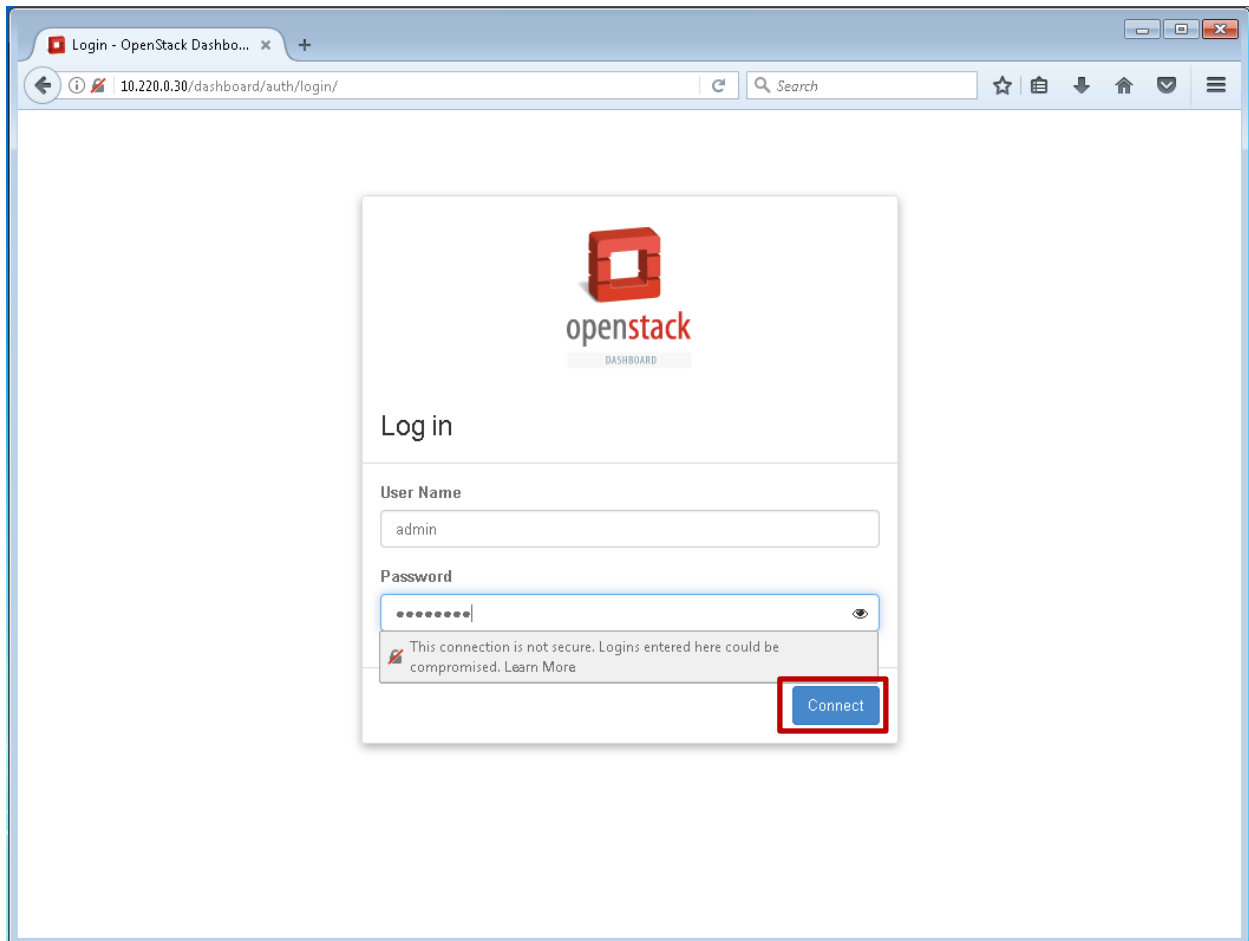 Login - OpenStack Dashbo...
10.220.0.30/dashboard/auth/login/
Search
openstack
DASHBOARD
Log in
User Name
admin
Password
This connection is not secure. Logins entered here could be
compromised. Learn More
Connect